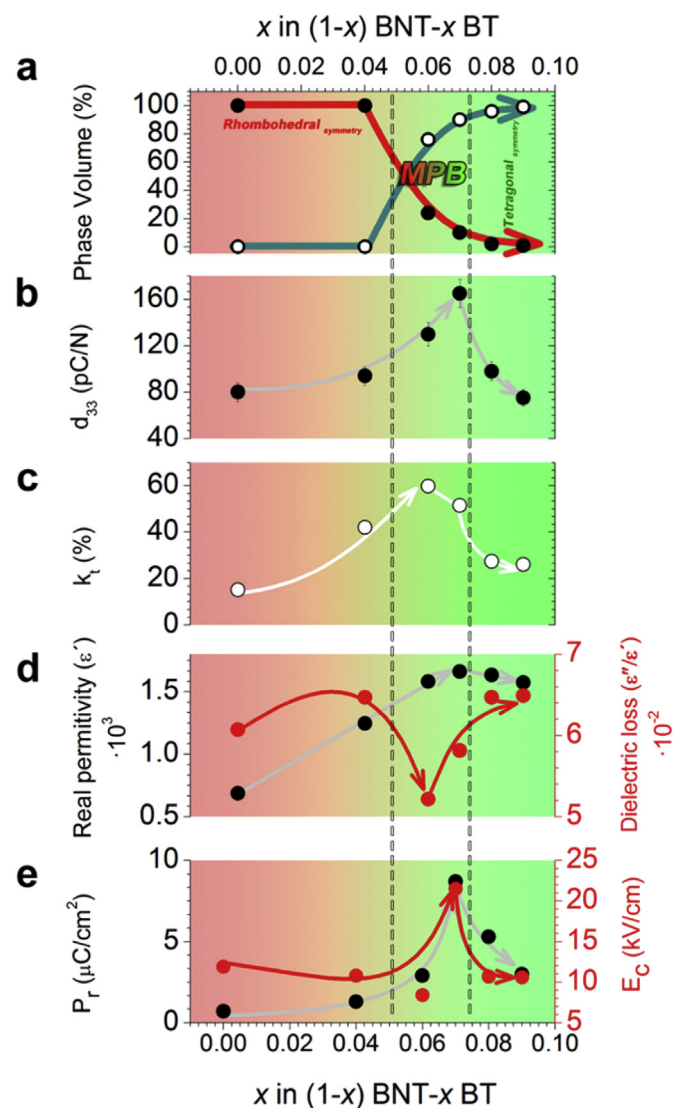 x in (1-x) BNT-x BT
0.00 0.02 0.04 0.06 0.08 0.10
a
Phase Volume (%)
100
80
60
40
20
0
Rhombohedral symmetry
MPB
Tetragonal symmetry
b
d33 (pC/N)
160
120
80
40
c
kt (%)
60
40
20
0
d
Real permitivity (ε´)
·10³
1.5
1.0
0.5
7
6
5
Dielectric loss (ε″/ε´)
·10⁻²
e
Pr (μC/cm²)
10
5
0
25
20
15
10
5
EC (kV/cm)
0.00 0.02 0.04 0.06 0.08 0.10
x in (1-x) BNT-x BT